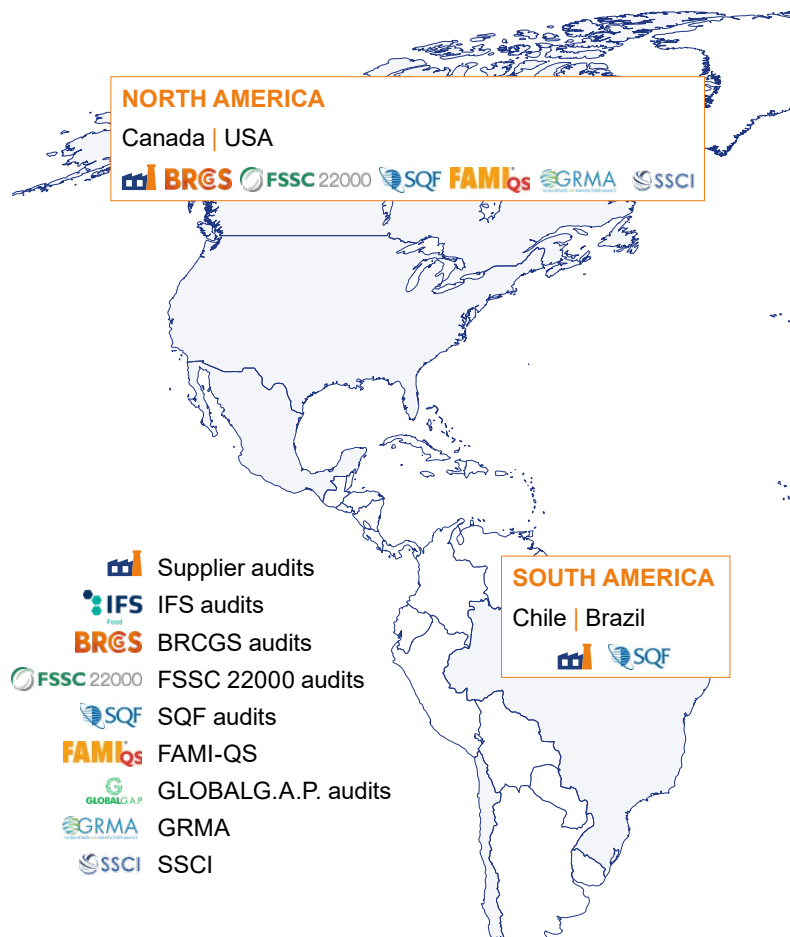 NORTH AMERICA
Canada | USA
BRCGS FSSC 22000 SQF FAMI QS GRMA SSCI
SOUTH AMERICA
Chile | Brazil
SQF
Supplier audits
IFS Food IFS audits
BRCGS BRCGS audits
FSSC 22000 FSSC 22000 audits
SQF SQF audits
FAMI QS FAMI-QS
GLOBALG.A.P. GLOBALG.A.P. audits
GRMA GRMA
SSCI SSCI